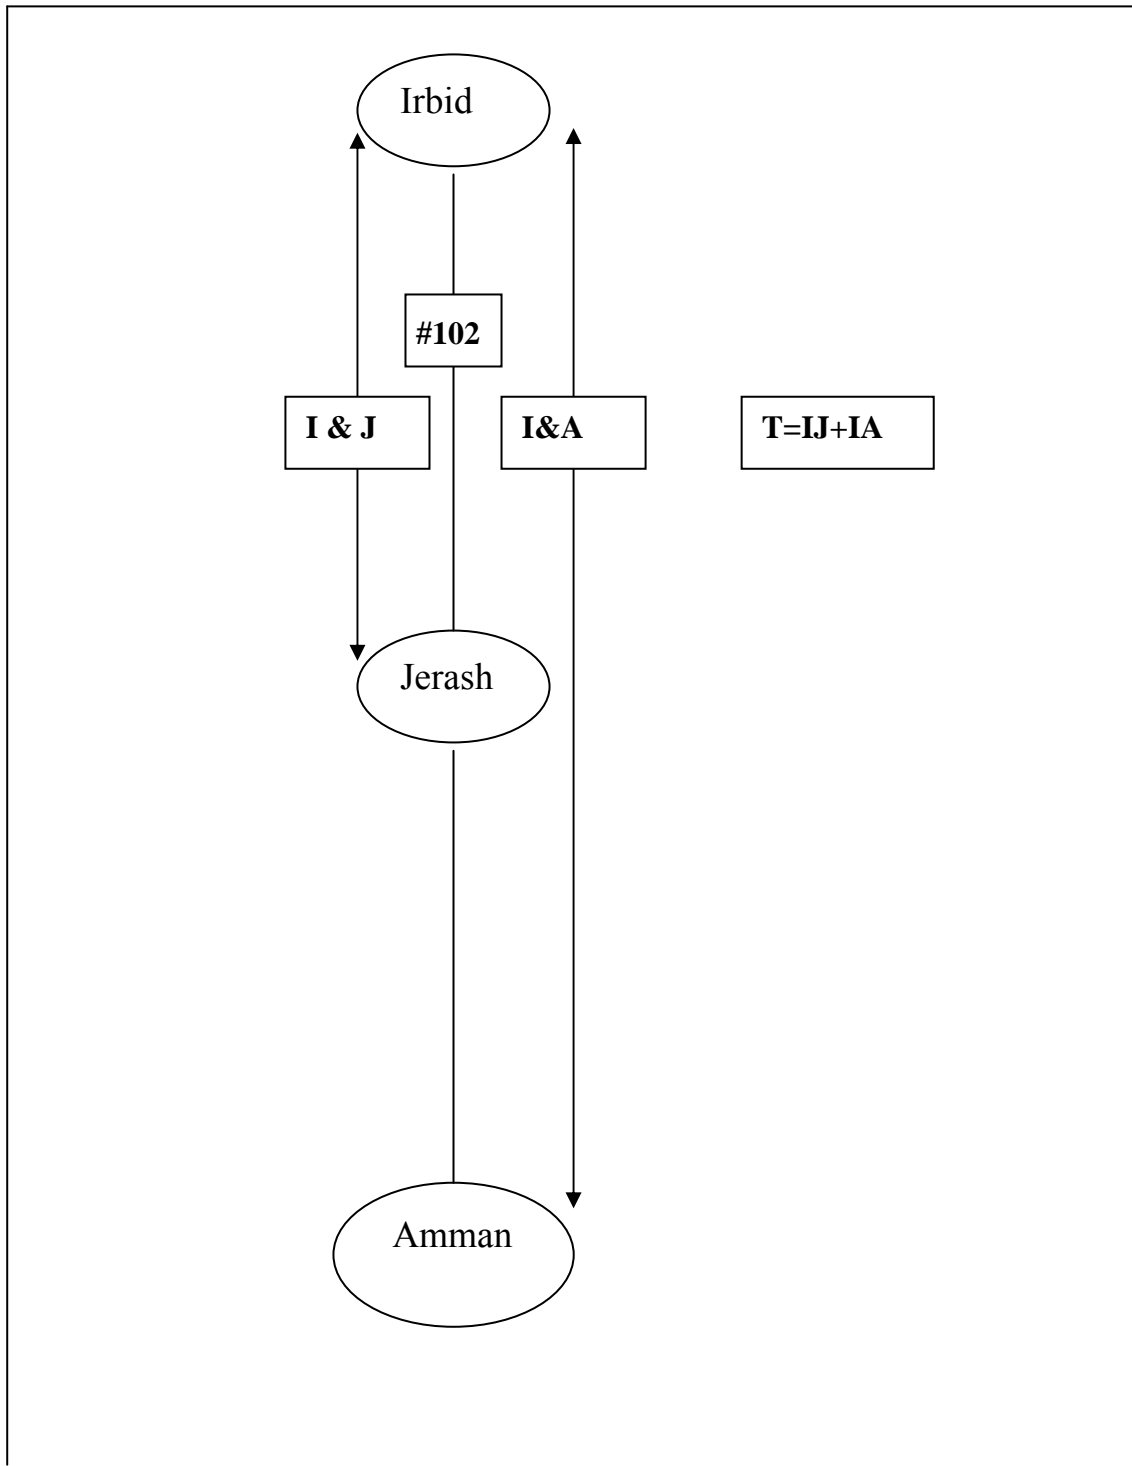 Irbid
#102
I & J
I&A
T=IJ+IA
Jerash
Amman